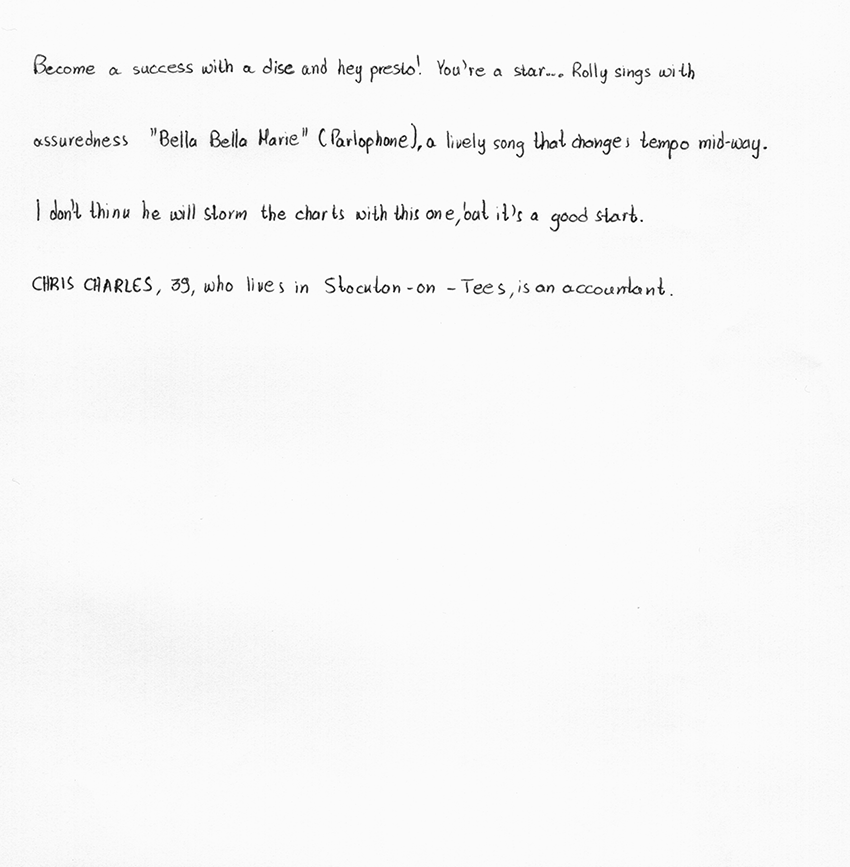 Become a success with a disc and hey presto! You're a star.... Rolly sings with
assuredness "Bella Bella Marie" (Parlophone), a lively song that changes tempo mid-way.
I don't think he will storm the charts with this one, but it's a good start.
CHRIS CHARLES, 39, who lives in Stockton-on-Tees, is an accountant.